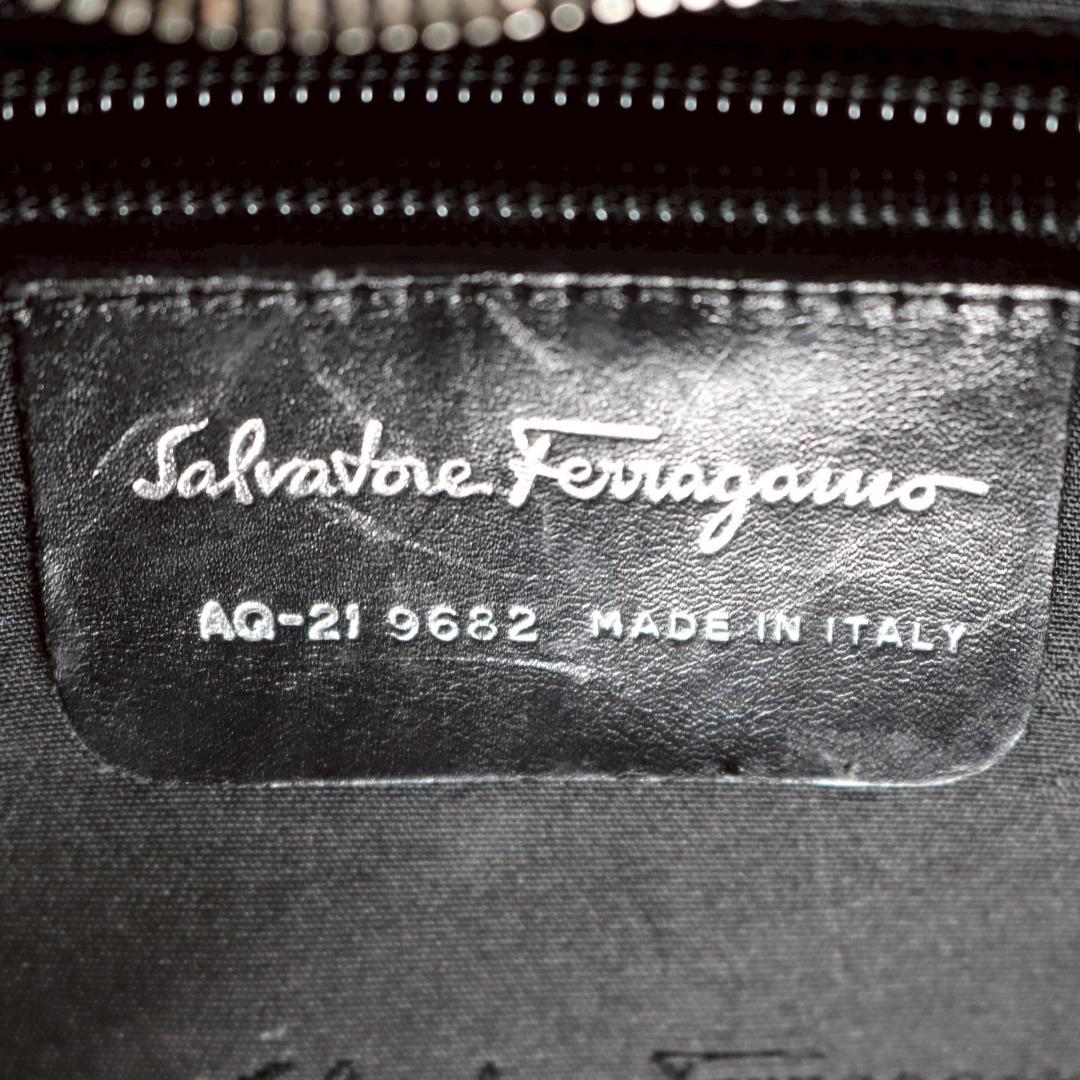 Salvatore Ferragamo
AQ-21 9682 MADE IN ITALY